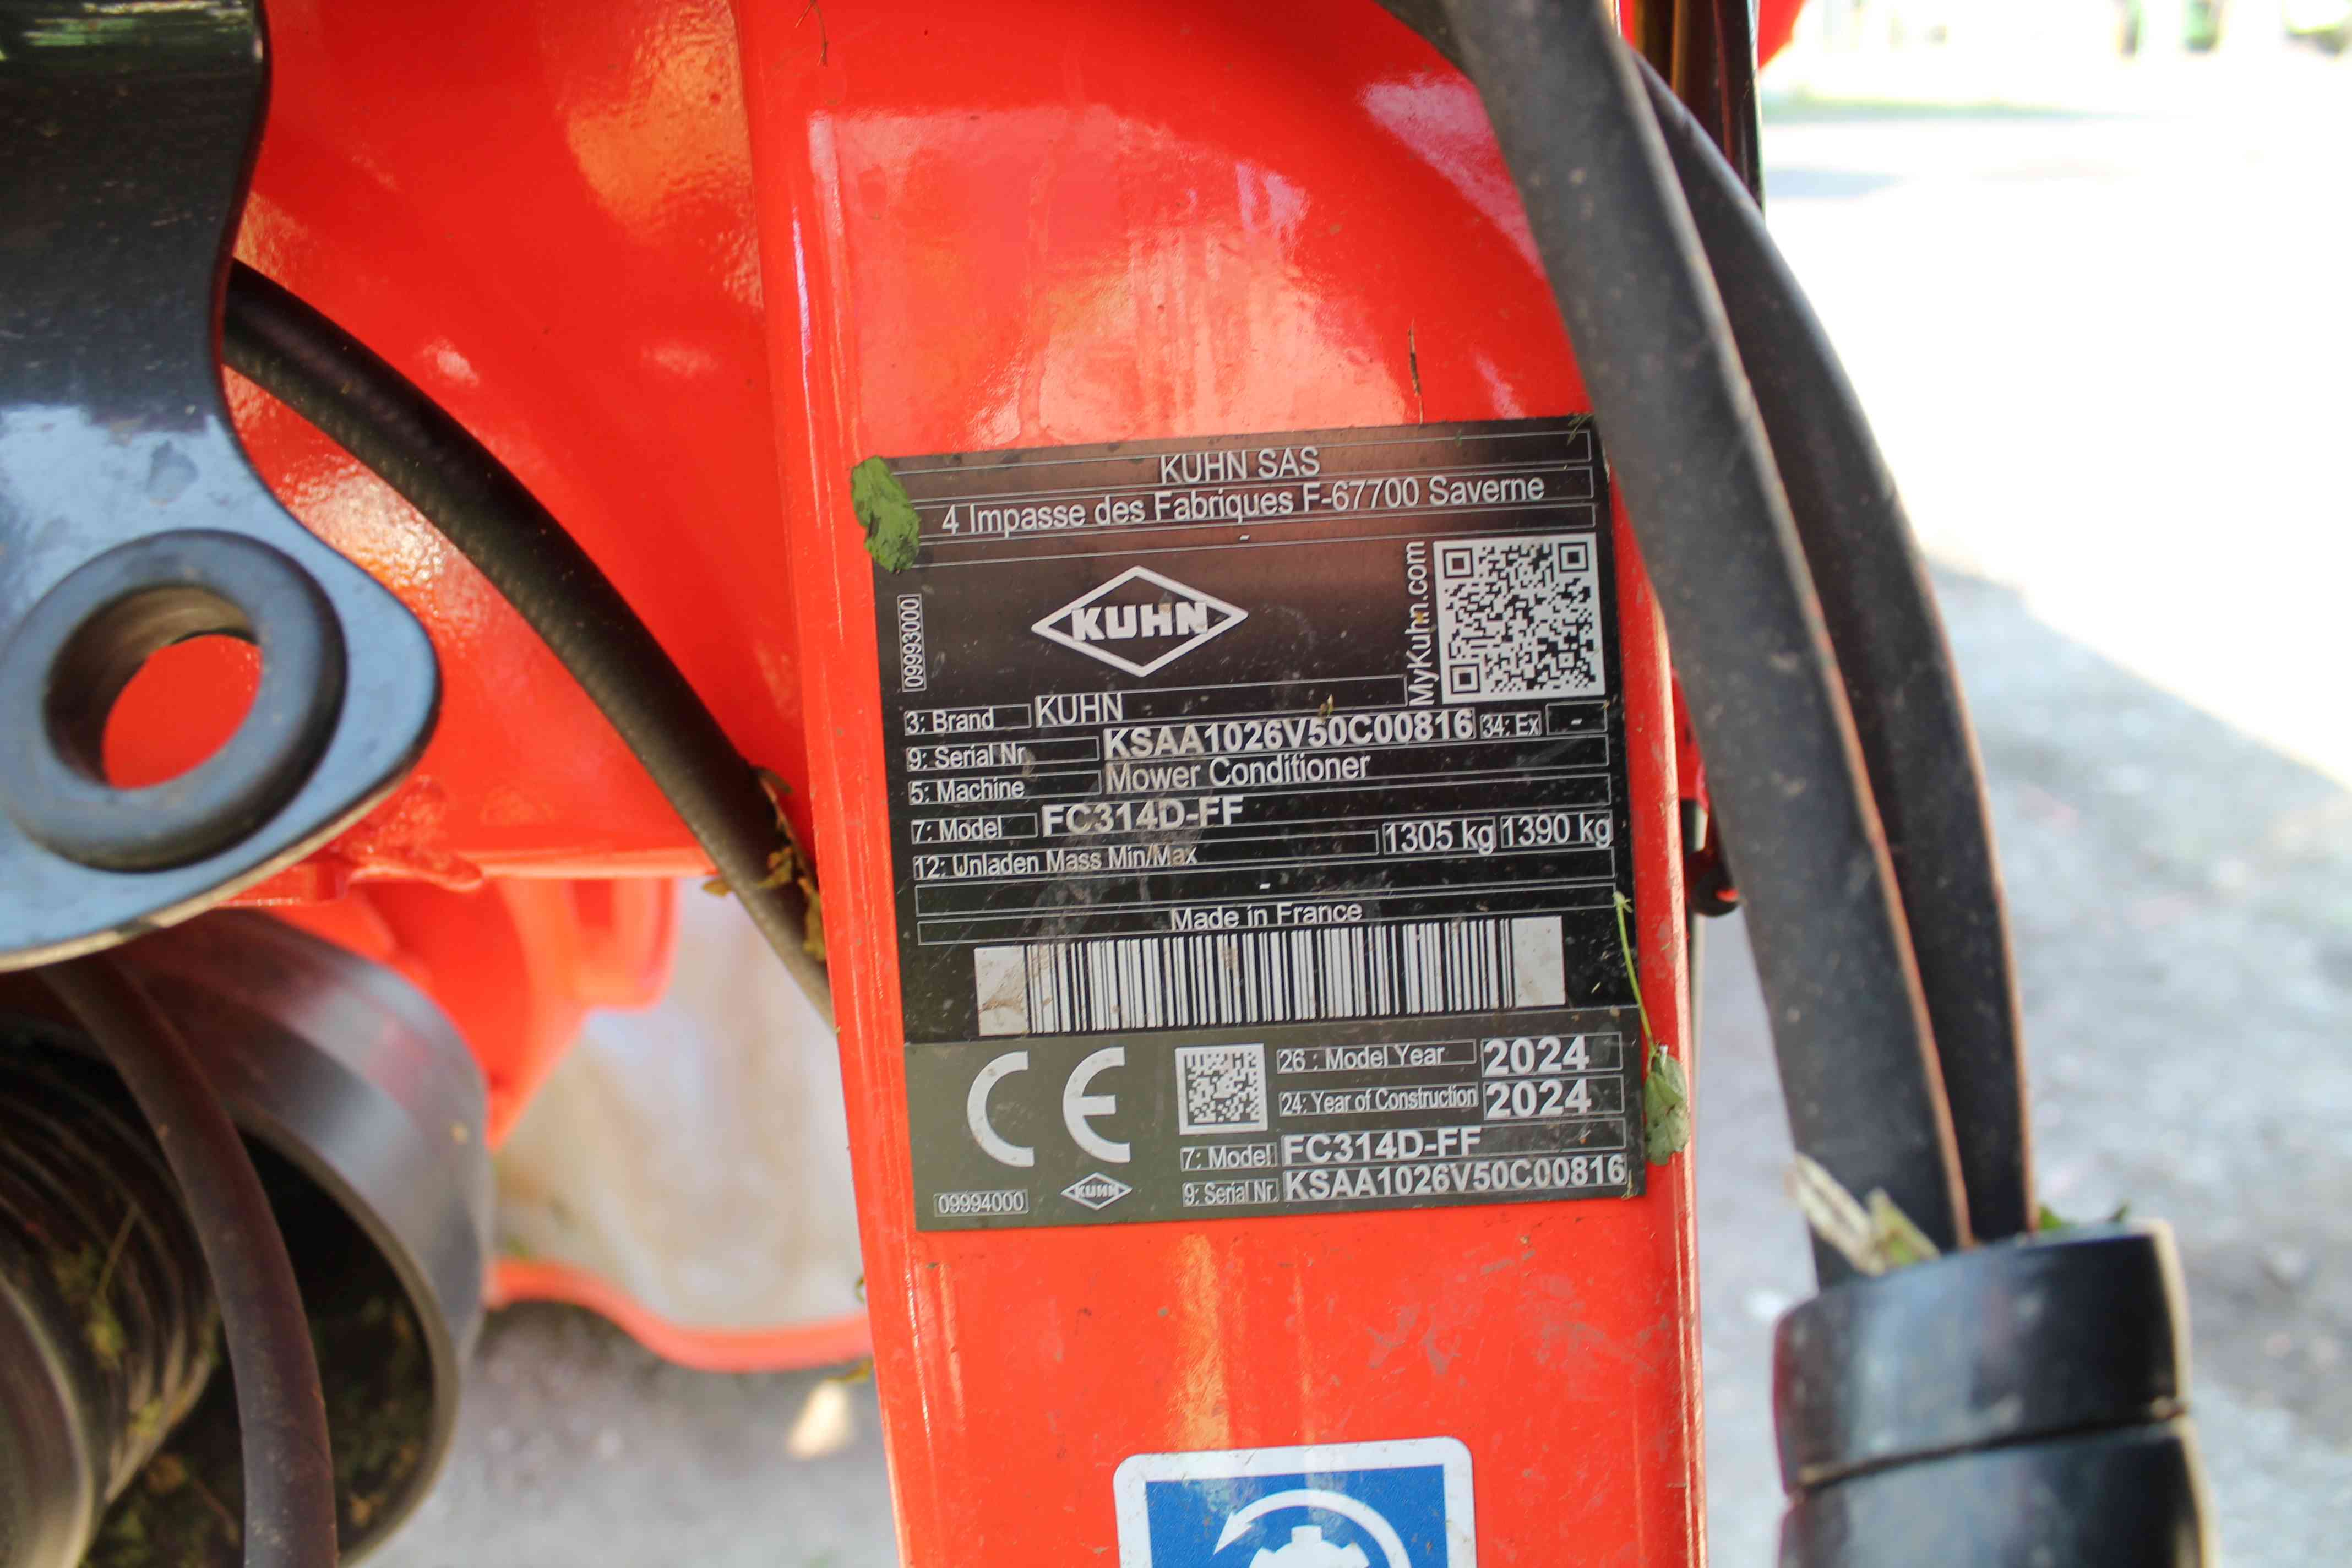 KUHN SAS
4 Impasse des Fabriques F-67700 Saverne
-
09993000
KUHN
MyKuhn.com
3: Brand KUHN
9: Serial Nr KSAA1026V50C00816 34: Ex -
5: Machine Mower Conditioner
7: Model FC314D-FF
12: Unladen Mass Min/Max 1305 kg 1390 kg
-
Made in France
CE
26 : Model Year 2024
24: Year of Construction 2024
7: Model FC314D-FF
9: Serial Nr. KSAA1026V50C00816
KUHN
09994000